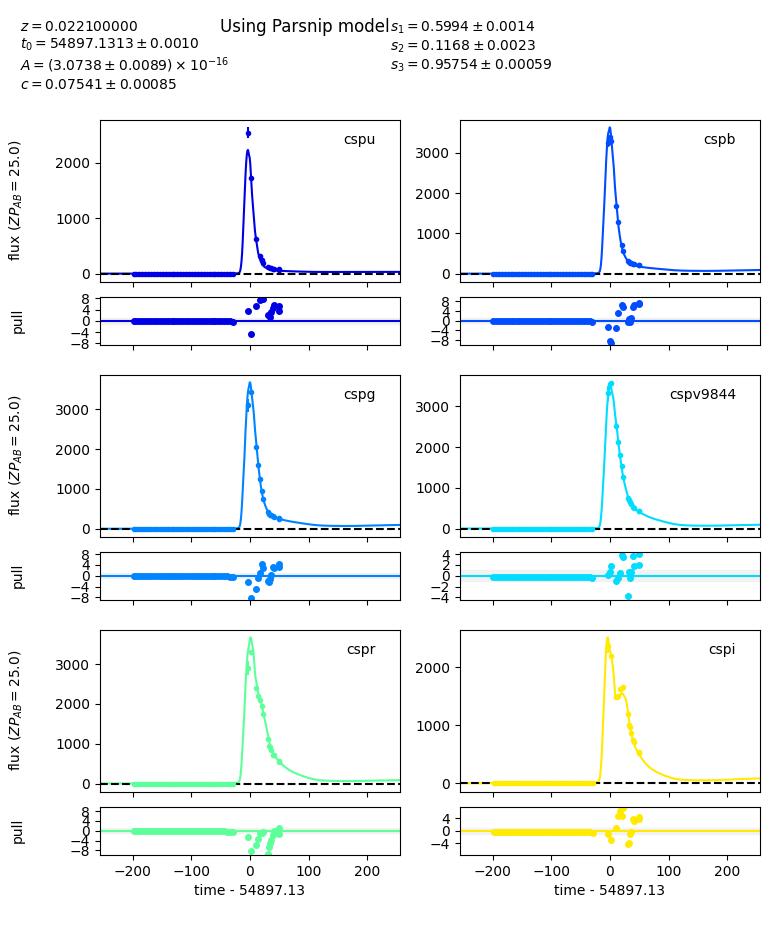 Using Parsnip model
z = 0.022100000
t₀ = 54897.1313 ± 0.0010
A = (3.0738 ± 0.0089) × 10⁻¹⁶
c = 0.07541 ± 0.00085
s₁ = 0.5994 ± 0.0014
s₂ = 0.1168 ± 0.0023
s₃ = 0.95754 ± 0.00059
flux (ZP_AB = 25.0)
2000
1000
0
cspu
3000
2000
1000
0
cspb
pull
8
4
0
−4
−8
8
4
0
−4
−8
flux (ZP_AB = 25.0)
3000
2000
1000
0
cspg
3000
2000
1000
0
cspv9844
pull
8
4
0
−4
−8
4
2
0
−2
−4
flux (ZP_AB = 25.0)
3000
2000
1000
0
cspr
2000
1000
0
cspi
pull
8
4
0
−4
−8
4
0
−4
−200 −100 0 100 200
−200 −100 0 100 200
time - 54897.13
time - 54897.13